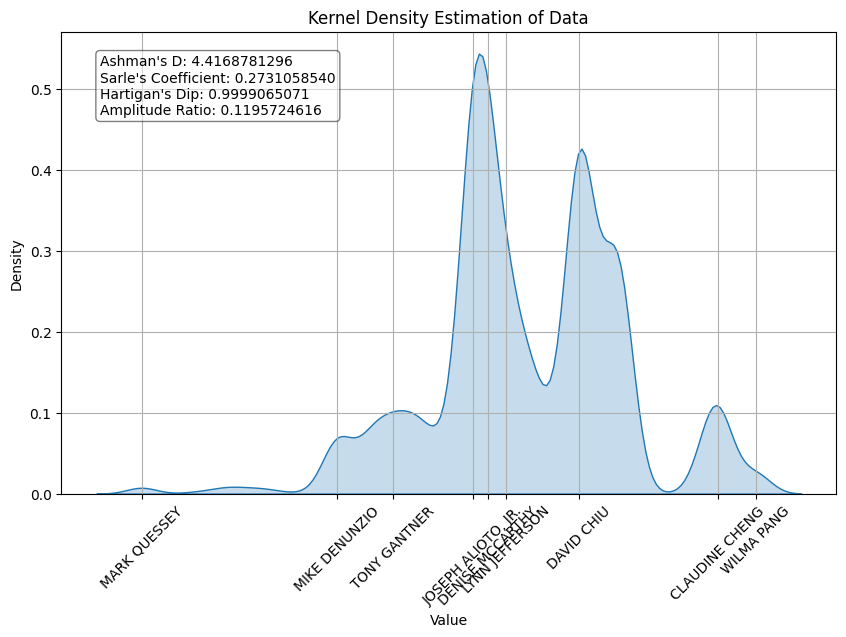 Kernel Density Estimation of Data
Ashman's D: 4.4168781296
Sarle's Coefficient: 0.2731058540
Hartigan's Dip: 0.9999065071
Amplitude Ratio: 0.1195724616
Density
0.5
0.4
0.3
0.2
0.1
0.0
MARK QUESSEY
MIKE DENUNZIO
TONY GANTNER
JOSEPH ALIOTO JR.
DENISE MCCARTHY
LYNN JEFFERSON
DAVID CHIU
CLAUDINE CHENG
WILMA PANG
Value